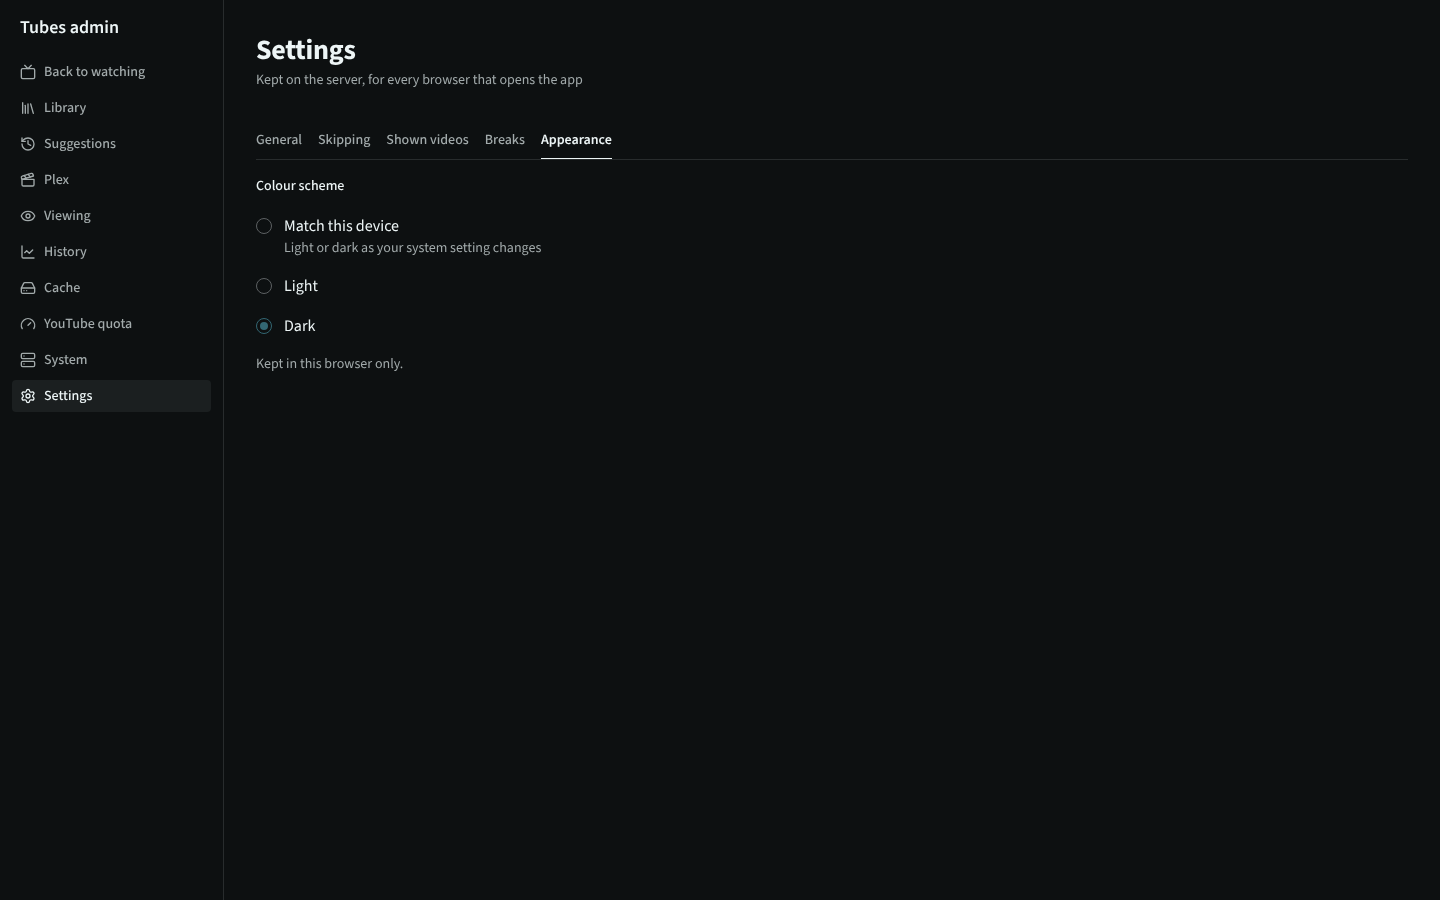 Tubes admin
Back to watching
Library
Suggestions
Plex
Viewing
History
Cache
YouTube quota
System
Settings
Settings
Kept on the server, for every browser that opens the app
General Skipping Shown videos Breaks Appearance
Colour scheme
Match this device
Light or dark as your system setting changes
Light
Dark
Kept in this browser only.